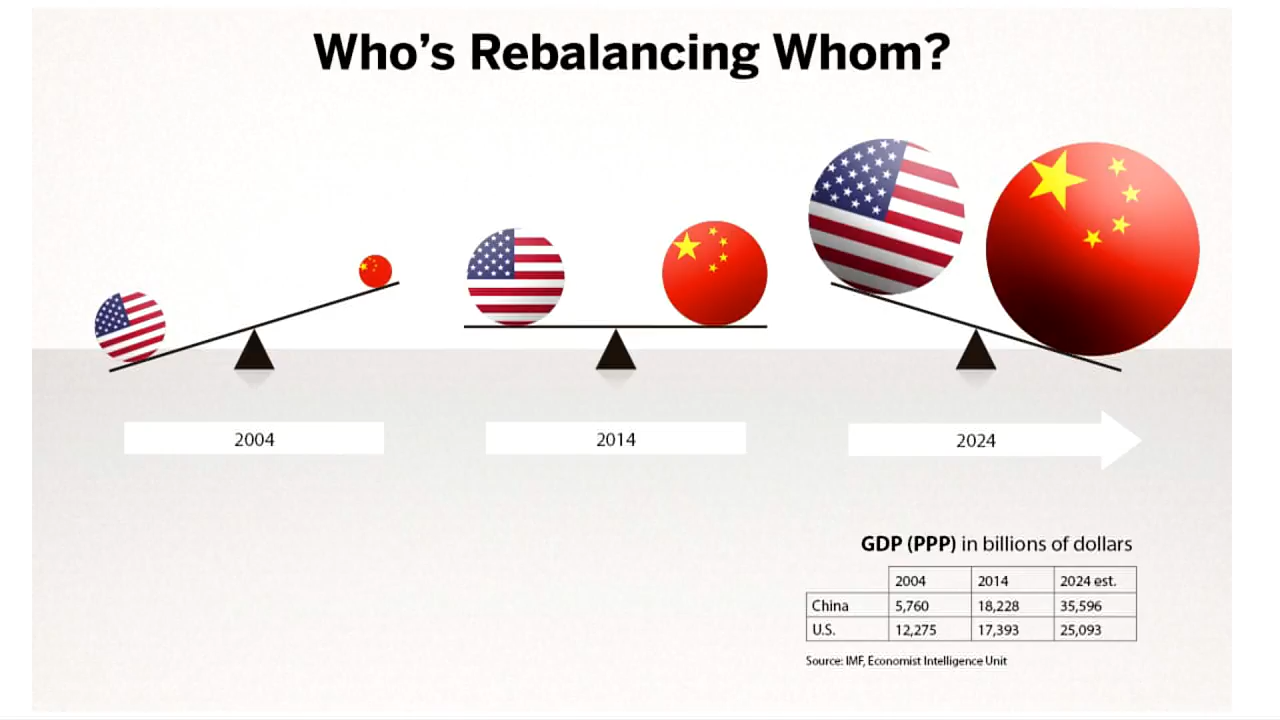 Who's Rebalancing Whom?
2004
2014
2024
GDP (PPP) in billions of dollars
2004 2014 2024 est.
China 5,760 18,228 35,596
U.S. 12,275 17,393 25,093
Source: IMF, Economist Intelligence Unit